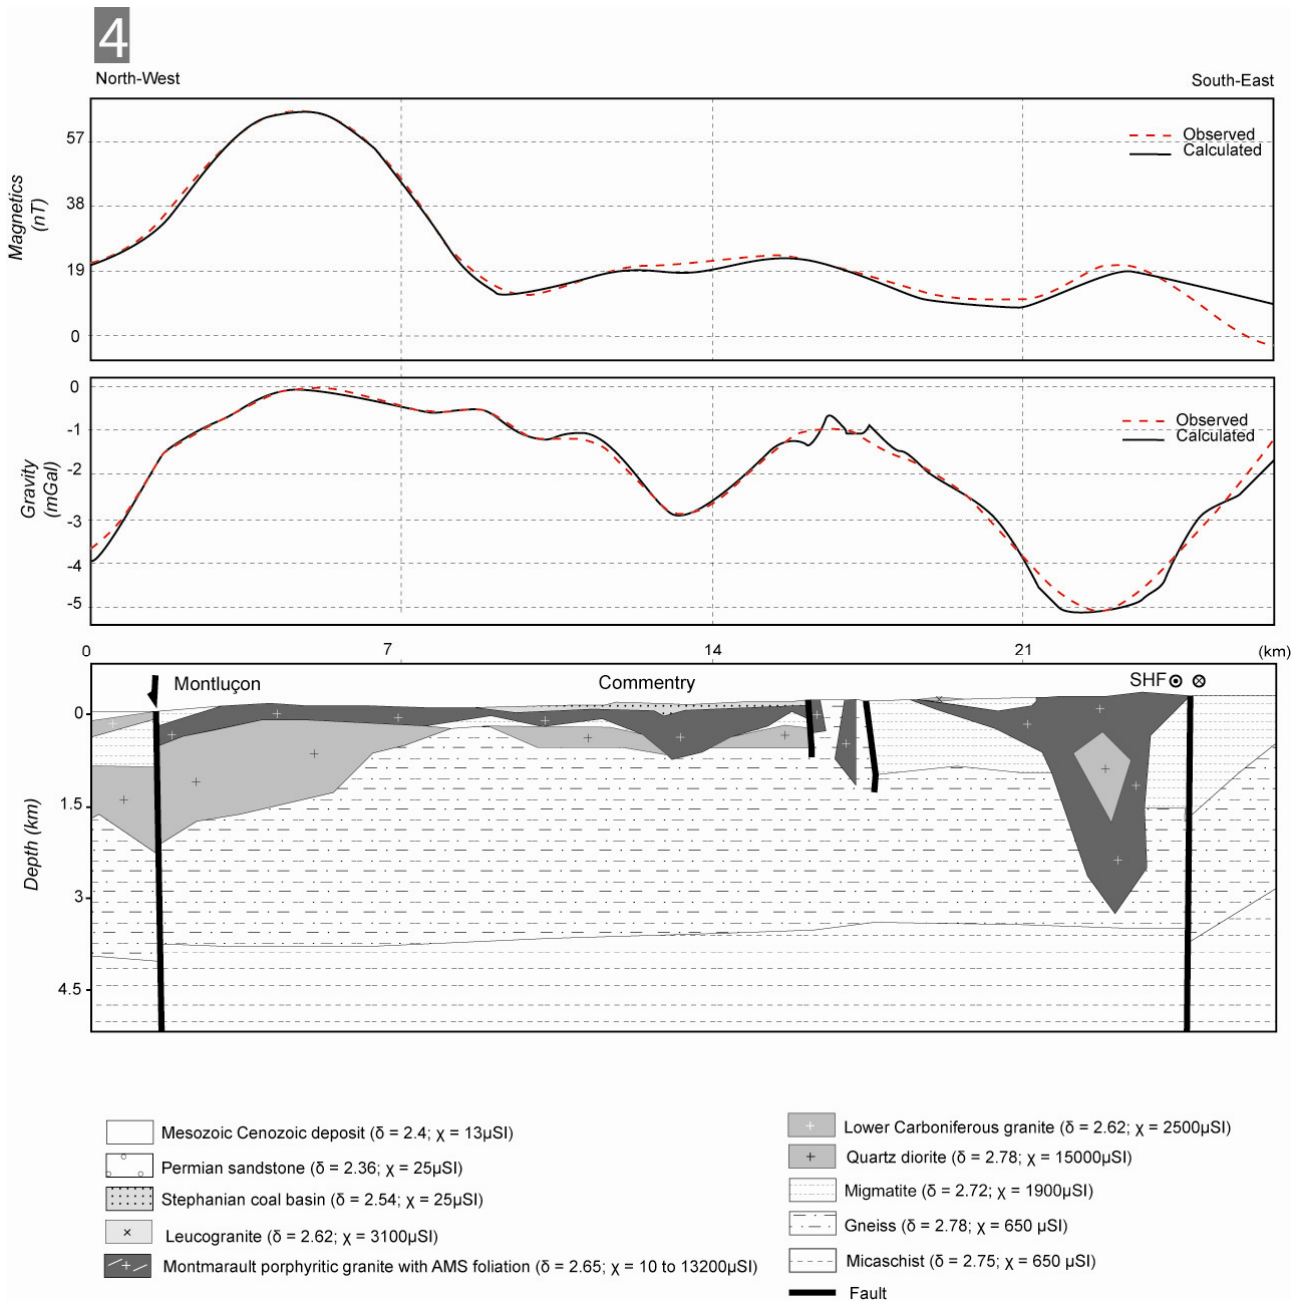 4
North-West
South-East
Magnetics
(nT)
57
38
19
0
Observed
Calculated
Gravity
(mGal)
0
-1
-2
-3
-4
-5
Observed
Calculated
0 7 14 21 (km)
Montluçon
Commentry
SHF
Depth (km)
0
1.5
3
4.5
Mesozoic Cenozoic deposit (δ = 2.4; χ = 13µSI)
Permian sandstone (δ = 2.36; χ = 25µSI)
Stephanian coal basin (δ = 2.54; χ = 25µSI)
Leucogranite (δ = 2.62; χ = 3100µSI)
Montmarault porphyritic granite with AMS foliation (δ = 2.65; χ = 10 to 13200µSI)
Lower Carboniferous granite (δ = 2.62; χ = 2500µSI)
Quartz diorite (δ = 2.78; χ = 15000µSI)
Migmatite (δ = 2.72; χ = 1900µSI)
Gneiss (δ = 2.78; χ = 650 µSI)
Micaschist (δ = 2.75; χ = 650 µSI)
Fault